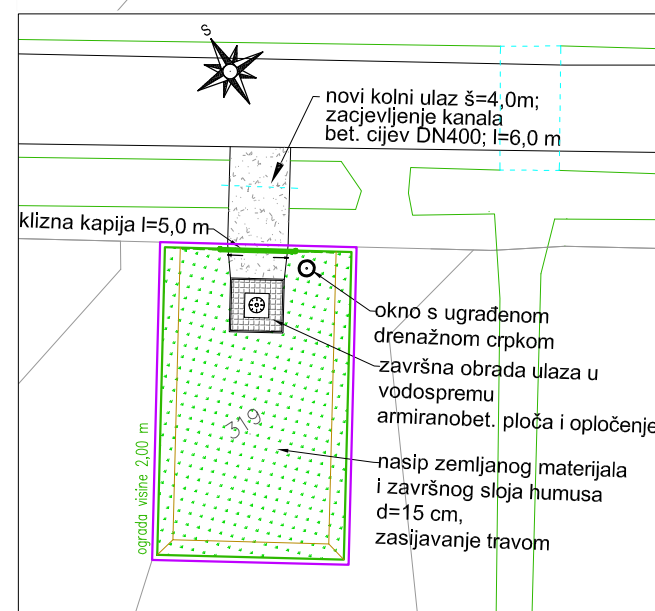 S
novi kolni ulaz š=4,0m;
zacjevljenje kanala
bet. cijev DN400; l=6,0 m
klizna kapija l=5,0 m
okno s ugrađenom
drenažnom crpkom
završna obrada ulaza u
vodospremu
armiranobet. ploča i opločenje
319
ograda visine 2,00 m
nasip zemljanog materijala
i završnog sloja humusa
d=15 cm,
zasijavanje travom